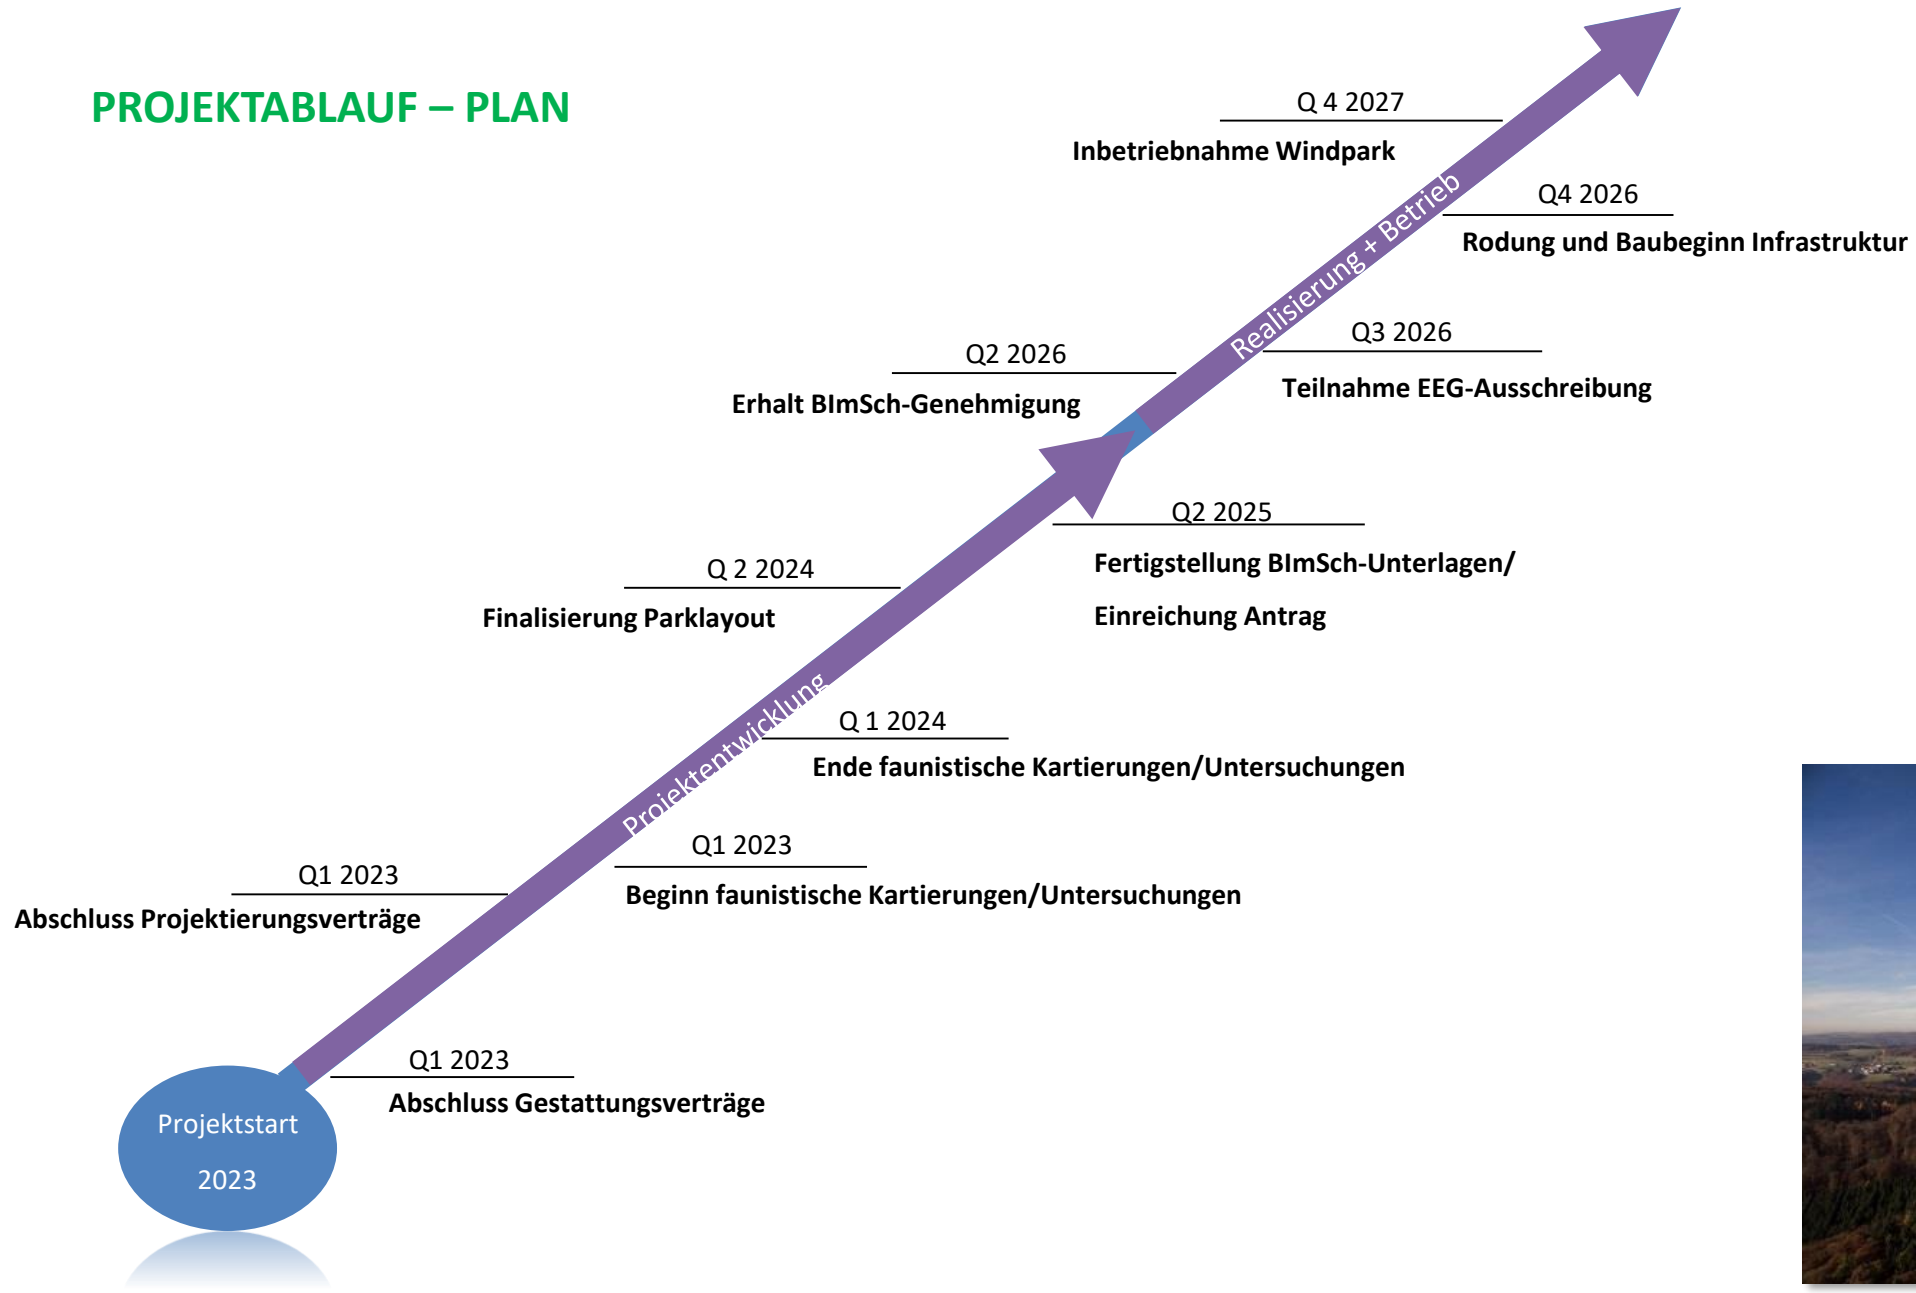 PROJEKTABLAUF – PLAN
Q 4 2027
Inbetriebnahme Windpark
Q4 2026
Rodung und Baubeginn Infrastruktur
Realisierung + Betrieb
Q3 2026
Teilnahme EEG-Ausschreibung
Q2 2026
Erhalt BImSch-Genehmigung
Q2 2025
Fertigstellung BImSch-Unterlagen/
Einreichung Antrag
Q 2 2024
Finalisierung Parklayout
Projektentwicklung
Q 1 2024
Ende faunistische Kartierungen/Untersuchungen
Q1 2023
Beginn faunistische Kartierungen/Untersuchungen
Q1 2023
Abschluss Projektierungsverträge
Q1 2023
Abschluss Gestattungsverträge
Projektstart
2023